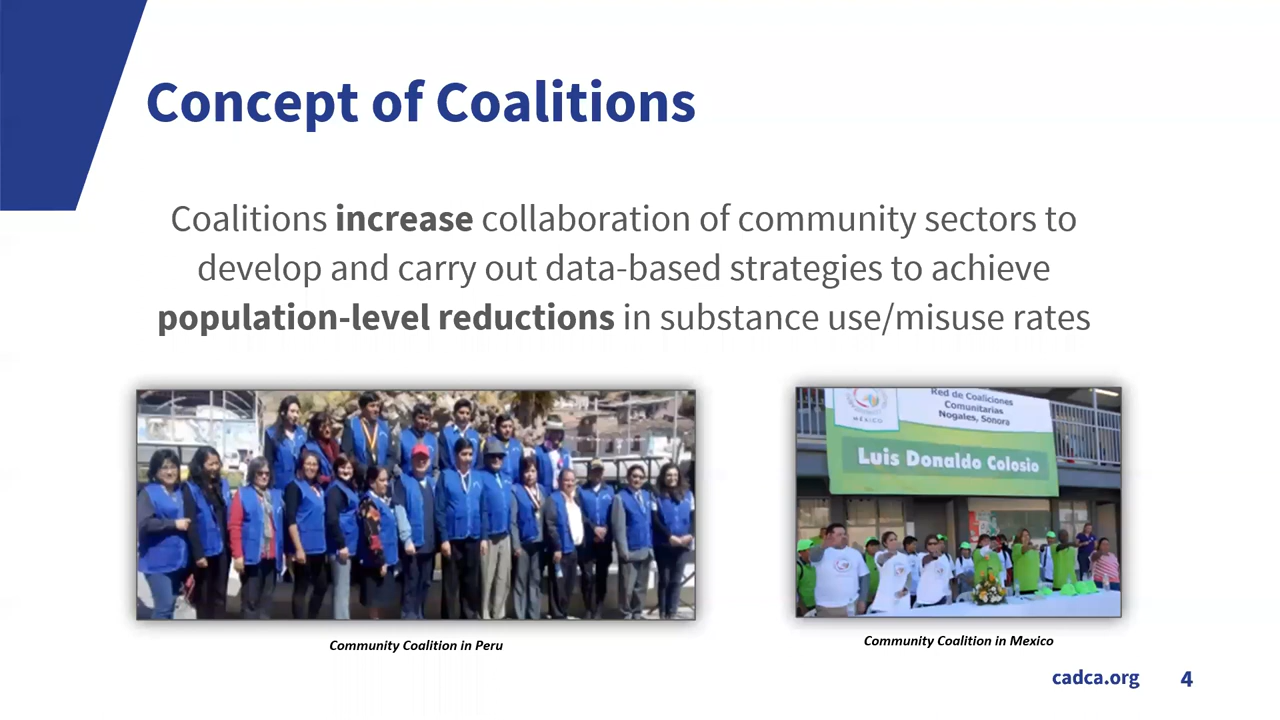 Concept of Coalitions
Coalitions increase collaboration of community sectors to
develop and carry out data-based strategies to achieve
population-level reductions in substance use/misuse rates
MÉXICO
Red de Coaliciones
Comunitarias
Nogales, Sonora
Luis Donaldo Colosio
Community Coalition in Peru
Community Coalition in Mexico
cadca.org 4